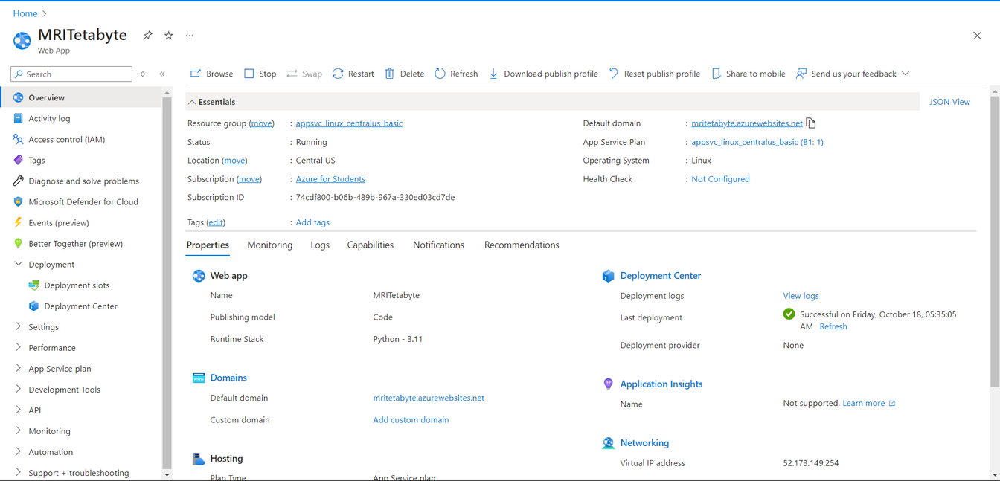 Home
MRITetabyte
Web App
Search
Browse Stop Swap Restart Delete Refresh Download publish profile Reset publish profile Share to mobile Send us your feedback
Overview
Activity log
Access control (IAM)
Tags
Diagnose and solve problems
Microsoft Defender for Cloud
Events (preview)
Better Together (preview)
Deployment
Deployment slots
Deployment Center
Settings
Performance
App Service plan
Development Tools
API
Monitoring
Automation
Support + troubleshooting
Essentials
JSON View
Resource group (move) : appsvc_linux_centralus_basic
Status : Running
Location (move) : Central US
Subscription (move) : Azure for Students
Subscription ID : 74cdf800-b06b-489b-967a-330ed03cd7de
Tags (edit) : Add tags
Default domain : mritetabyte.azurewebsites.net
App Service Plan : appsvc_linux_centralus_basic (B1: 1)
Operating System : Linux
Health Check : Not Configured
Properties Monitoring Logs Capabilities Notifications Recommendations
Web app
Name MRITetabyte
Publishing model Code
Runtime Stack Python - 3.11
Domains
Default domain mritetabyte.azurewebsites.net
Custom domain Add custom domain
Hosting
Plan Type App Service plan
Deployment Center
Deployment logs View logs
Last deployment Successful on Friday, October 18, 05:35:05
AM Refresh
Deployment provider None
Application Insights
Name Not supported. Learn more
Networking
Virtual IP address 52.173.149.254